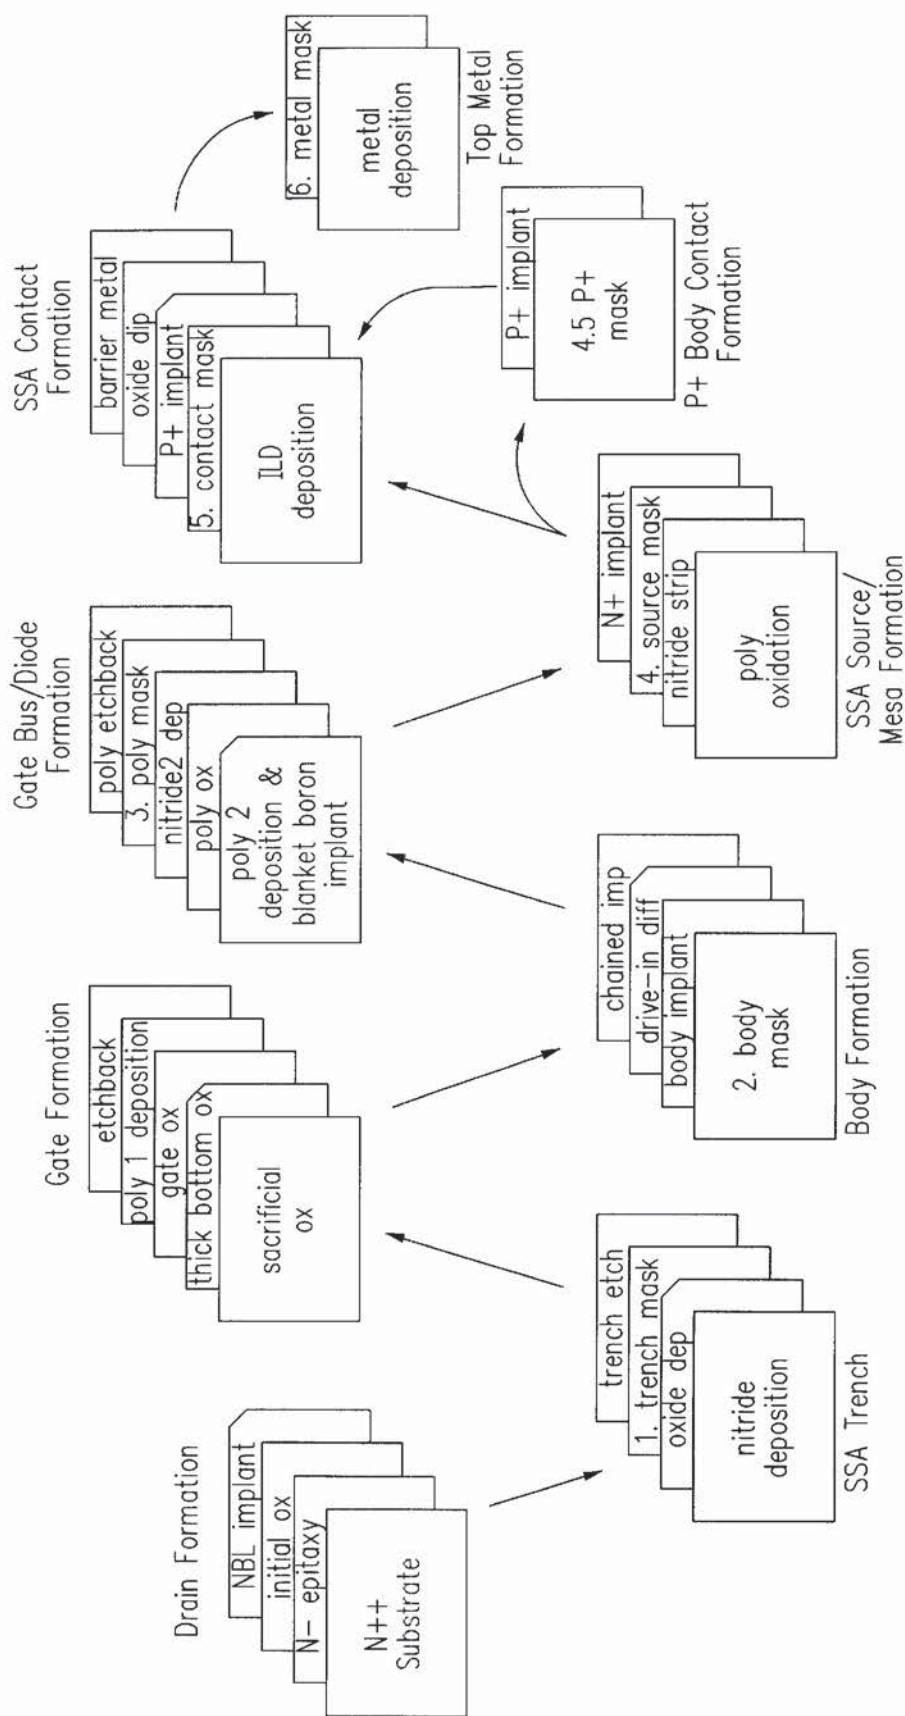 Drain Formation
NBL implant
initial ox
N- epitaxy
N++
Substrate
trench etch
1. trench mask
oxide dep
nitride
deposition
SSA Trench
Gate Formation
etchback
poly 1 deposition
gate ox
thick bottom ox
sacrificial
ox
chained imp
drive-in diff
body implant
2. body
mask
Body Formation
Gate Bus/Diode
Formation
poly etchback
3. poly mask
nitride2 dep
poly ox
poly 2
deposition &
blanket boron
implant
N+ implant
4. source mask
nitride strip
poly
oxidation
SSA Source/
Mesa Formation
SSA Contact
Formation
barrier metal
oxide dip
P+ implant
5. contact mask
ILD
deposition
P+ implant
4.5 P+
mask
P+ Body Contact
Formation
6. metal mask
metal
deposition
Top Metal
Formation